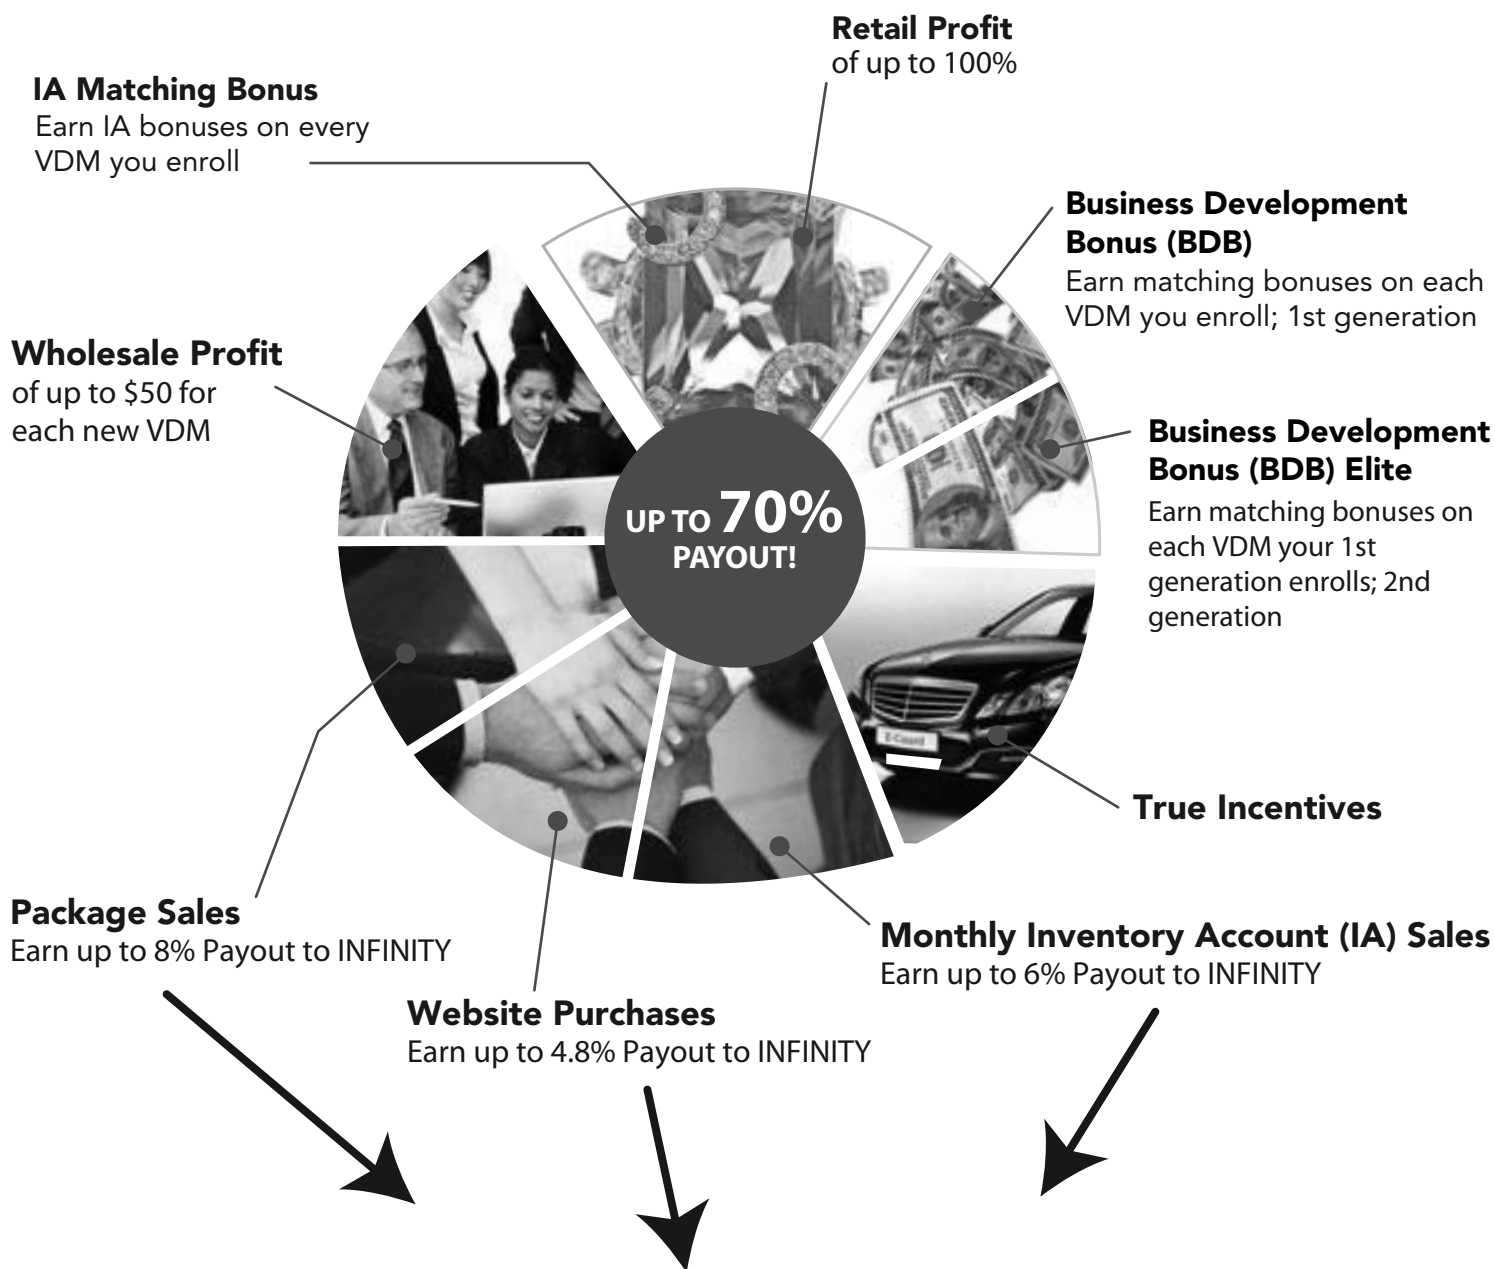 Retail Profit
of up to 100%
IA Matching Bonus
Earn IA bonuses on every
VDM you enroll
Business Development
Bonus (BDB)
Earn matching bonuses on each
VDM you enroll; 1st generation
Wholesale Profit
of up to $50 for
each new VDM
Business Development
Bonus (BDB) Elite
Earn matching bonuses on
each VDM your 1st
generation enrolls; 2nd
generation
UP TO 70%
PAYOUT!
True Incentives
Package Sales
Earn up to 8% Payout to INFINITY
Monthly Inventory Account (IA) Sales
Earn up to 6% Payout to INFINITY
Website Purchases
Earn up to 4.8% Payout to INFINITY